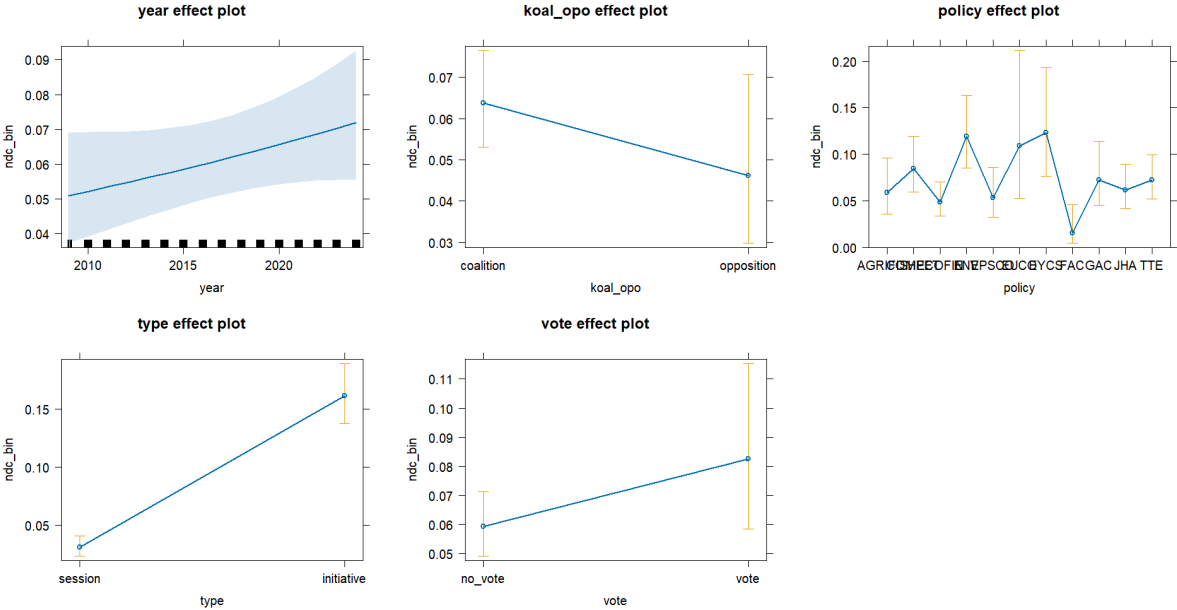 year effect plot
ndc_bin
0.09
0.08
0.07
0.06
0.05
0.04
2010 2015 2020
year
koal_opo effect plot
ndc_bin
0.07
0.06
0.05
0.04
0.03
coalition opposition
koal_opo
policy effect plot
ndc_bin
0.20
0.15
0.10
0.05
0.00
FAC GAC JHA TTE
policy
type effect plot
ndc_bin
0.15
0.10
0.05
session initiative
type
vote effect plot
ndc_bin
0.11
0.10
0.09
0.08
0.07
0.06
0.05
no_vote vote
vote